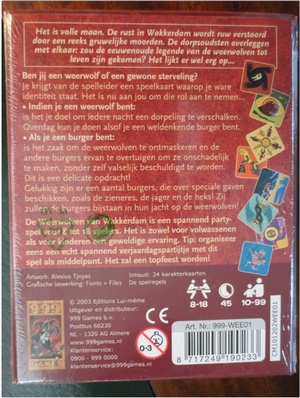 Het is volle maan. De rust in Wakkerdam wordt ruw verstoord
door een reeks gruwelijke moorden. De dorpsoudsten overleggen
met elkaar: zou de eeuwenoude legende van de weerwolven tot
leven zijn gekomen? Het lijkt er wel erg op...
Ben jij een weerwolf of een gewone sterveling?
Je krijgt van de spelleider een speelkaart waarop je ware
identiteit staat. Het is nu aan jou om die rol aan te nemen...
• Indien je een weerwolf bent:
is het je doel om iedere nacht een dorpeling te verschalken.
Overdag kun je doen alsof je een weldenkende burger bent.
• Als je een burger bent:
is het zaak om de weerwolven te ontmaskeren en de
andere burgers ervan te overtuigen om ze onschadelijk
te maken, zonder zelf valselijk beschuldigd te worden.
Dit is een delicate opdracht!
Gelukkig zijn er een aantal burgers, die over speciale gaven
beschikken, zoals de zieneres, de jager en de heks! Zij
zullen de burgers bijstaan in hun jacht op de weerwolven!
De Wakkerdam is een spannend party-
spel voor Het is zowel voor volwassenen
als voor kinderen een geweldige ervaring. Tip: organiseer
eens een echt spannend verjaardagspartijtje met dit
spel als middelpunt. Het zal een topfeest worden!
Artwork: Alexios Tjoyas
Grafische bewerking: Fonts + Files
Inhoud: 24 karakterkaarten
De spelregels
999
GAMES
© 2003 Editions Lui-même
Uitgever en distributeur:
999 Games b.v.
Postbus 60230
NL - 1320 AG Almere
www.999games.nl
Klantenservice:
0900 - 999 0000
E-mail:
klantenservice@999games.nl
8-18
45
10-99
0-3
Art. Nr.: 999-WEE01
8 717249 190233
CM101202WEE01